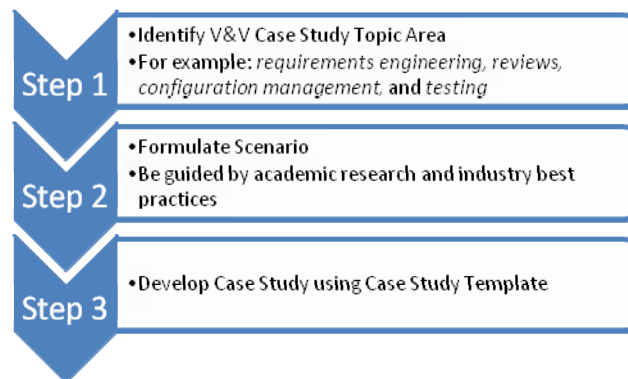 Step 1
•Identify V&V Case Study Topic Area
•For example: requirements engineering, reviews,
configuration management, and testing
Step 2
•Formulate Scenario
•Be guided by academic research and industry best
practices
Step 3
•Develop Case Study using Case Study Template